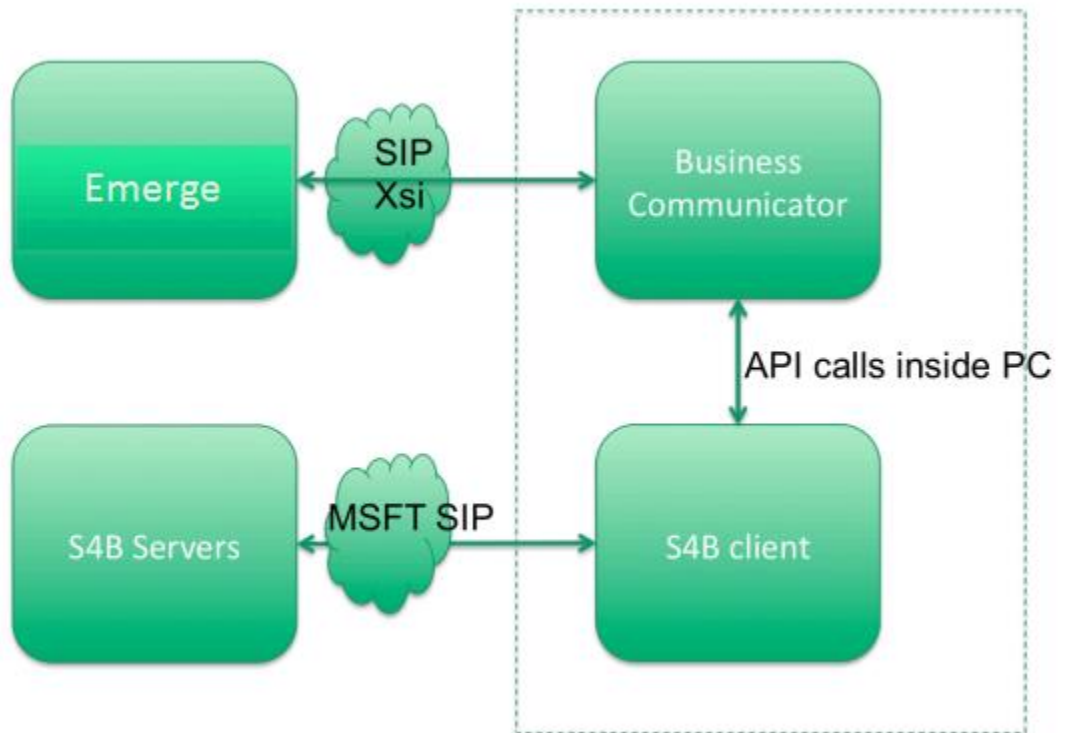 Emerge
SIP
Xsi
Business
Communicator
API calls inside PC
S4B Servers
MSFT SIP
S4B client